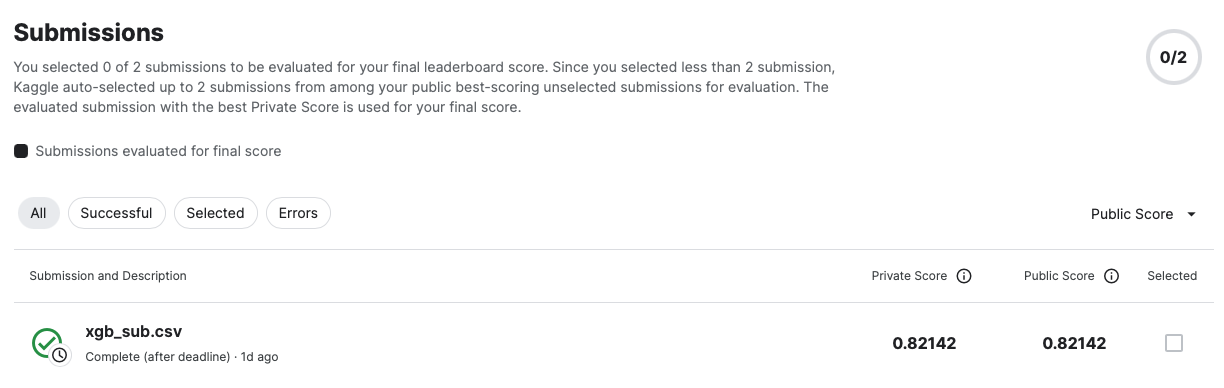 Submissions
You selected 0 of 2 submissions to be evaluated for your final leaderboard score. Since you selected less than 2 submission,
Kaggle auto-selected up to 2 submissions from among your public best-scoring unselected submissions for evaluation. The
evaluated submission with the best Private Score is used for your final score.
0/2
Submissions evaluated for final score
All Successful Selected Errors Public Score
Submission and Description Private Score Public Score Selected
xgb_sub.csv
Complete (after deadline) · 1d ago
0.82142 0.82142